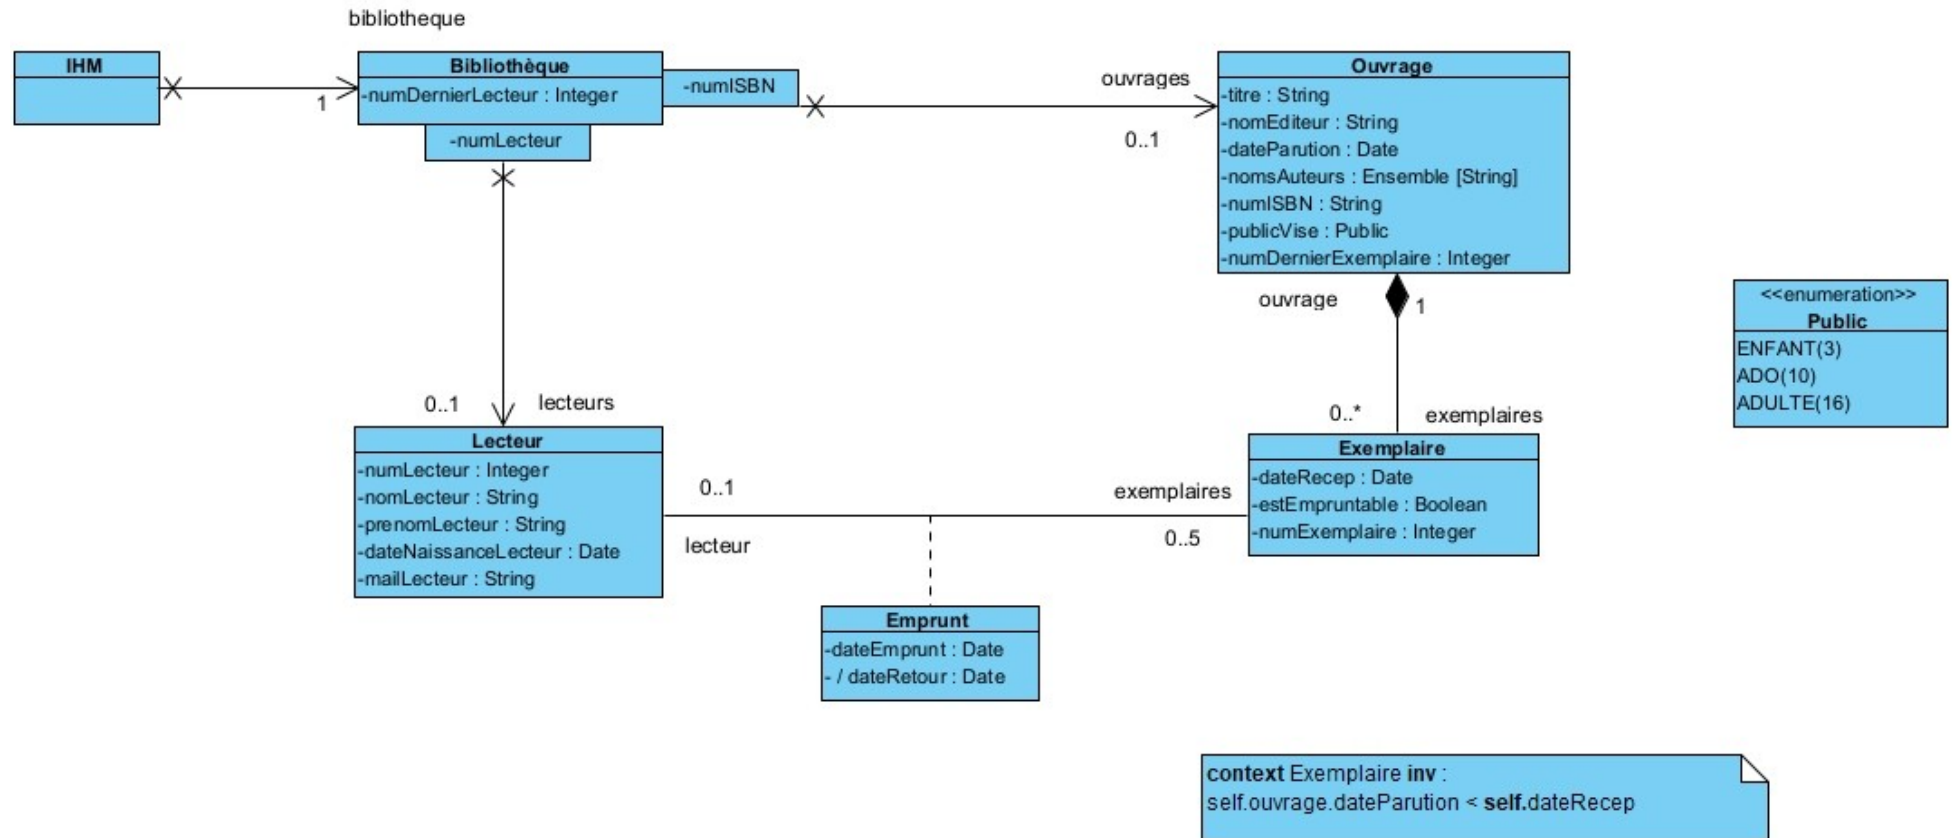 bibliotheque
IHM
1
Bibliothèque
-numDernierLecteur : Integer
-numISBN
-numLecteur
ouvrages
0..1
Ouvrage
-titre : String
-nomEditeur : String
-dateParution : Date
-nomsAuteurs : Ensemble [String]
-numISBN : String
-publicVise : Public
-numDernierExemplaire : Integer
ouvrage
1
<<enumeration>>
Public
ENFANT(3)
ADO(10)
ADULTE(16)
0..1
lecteurs
0..*
exemplaires
Lecteur
-numLecteur : Integer
-nomLecteur : String
-prenomLecteur : String
-dateNaissanceLecteur : Date
-mailLecteur : String
0..1
lecteur
exemplaires
0..5
Exemplaire
-dateRecep : Date
-estEmpruntable : Boolean
-numExemplaire : Integer
Emprunt
-dateEmprunt : Date
- / dateRetour : Date
context Exemplaire inv :
self.ouvrage.dateParution < self.dateRecep